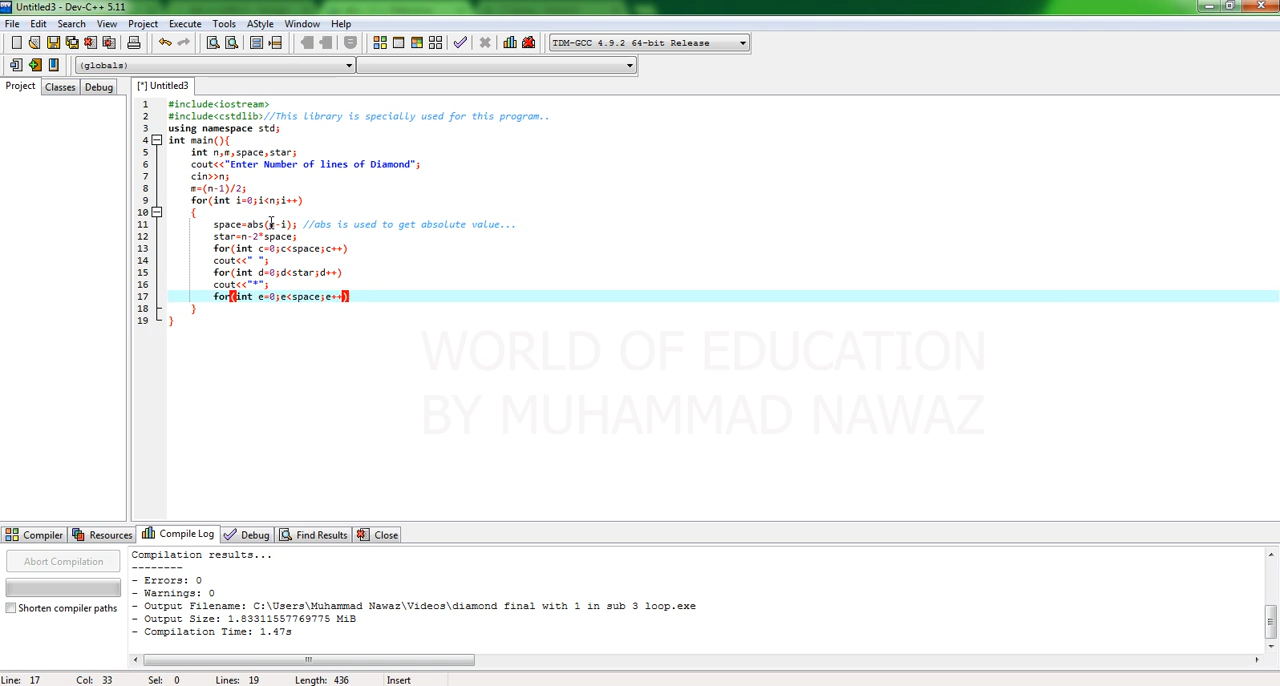 Untitled3 - Dev-C++ 5.11
File Edit Search View Project Execute Tools AStyle Window Help
TDM-GCC 4.9.2 64-bit Release
(globals)
Project Classes Debug [*] Untitled3
1 #include<iostream>
2 #include<cstdlib>//This library is specially used for this program..
3 using namespace std;
4 int main(){
5 int n,m,space,star;
6 cout<<"Enter Number of lines of Diamond";
7 cin>>n;
8 m=(n-1)/2;
9 for(int i=0;i<n;i++)
10 {
11 space=abs( -i); //abs is used to get absolute value...
12 star=n-2*space;
13 for(int c=0;c<space;c++)
14 cout<<" ";
15 for(int d=0;d<star;d++)
16 cout<<"*";
17 for(int e=0;e<space;e++)
18 }
19 }
WORLD OF EDUCATION
BY MUHAMMAD NAWAZ
Compiler Resources Compile Log Debug Find Results Close
Abort Compilation
Shorten compiler paths
Compilation results...
--------
- Errors: 0
- Warnings: 0
- Output Filename: C:\Users\Muhammad Nawaz\Videos\diamond final with 1 in sub 3 loop.exe
- Output Size: 1.83311557769775 MiB
- Compilation Time: 1.47s
Line: 17 Col: 33 Sel: 0 Lines: 19 Length: 436 Insert